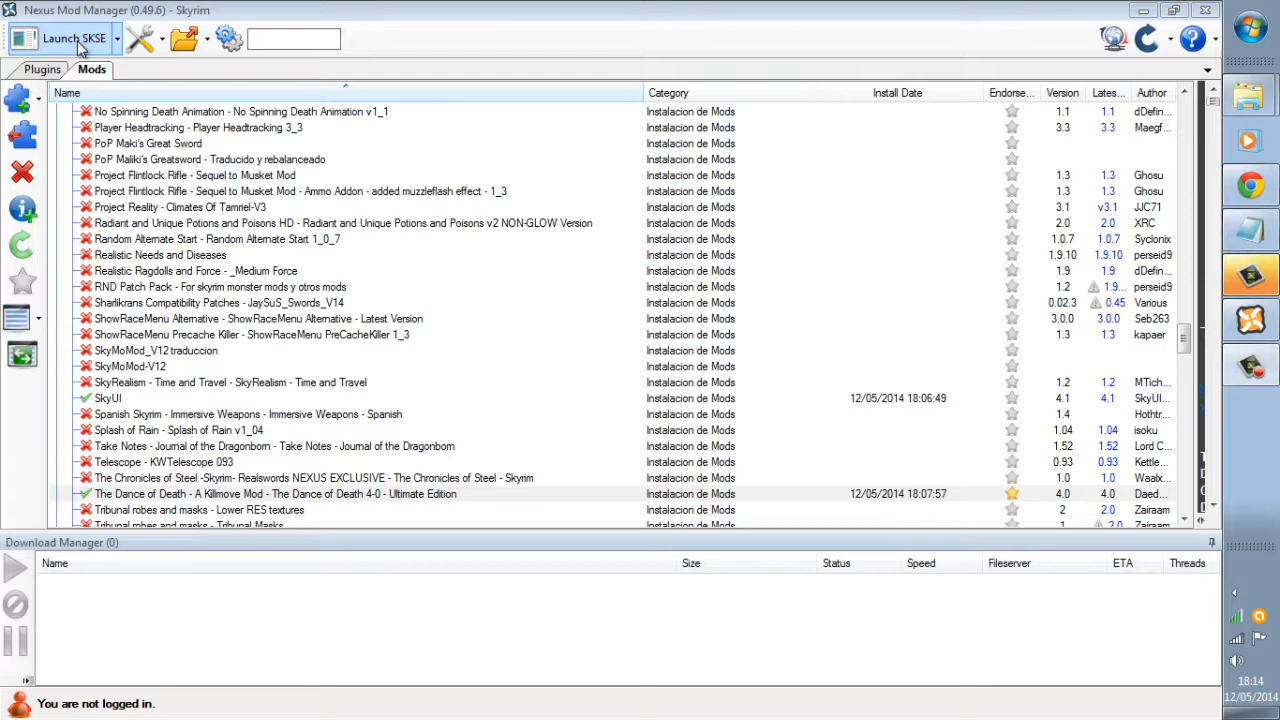 Nexus Mod Manager (0.49.6) - Skyrim
Launch SKSE
Plugins Mods
Name Category Install Date Endorse... Version Lates... Author
No Spinning Death Animation - No Spinning Death Animation v1_1 Instalacion de Mods 1.1 1.1 dDefin...
Player Headtracking - Player Headtracking 3_3 Instalacion de Mods 3.3 3.3 Maegf...
PoP Maki's Great Sword Instalacion de Mods
PoP Maliki's Greatsword - Traducido y rebalanceado Instalacion de Mods
Project Flintlock Rifle - Sequel to Musket Mod Instalacion de Mods 1.3 1.3 Ghosu
Project Flintlock Rifle - Sequel to Musket Mod - Ammo Addon - added muzzleflash effect - 1_3 Instalacion de Mods 1.3 1.3 Ghosu
Project Reality - Climates Of Tamriel-V3 Instalacion de Mods 3.1 v3.1 JJC71
Radiant and Unique Potions and Poisons HD - Radiant and Unique Potions and Poisons v2 NON-GLOW Version Instalacion de Mods 2.0 2.0 XRC
Random Alternate Start - Random Alternate Start 1_0_7 Instalacion de Mods 1.0.7 1.0.7 Syclonix
Realistic Needs and Diseases Instalacion de Mods 1.9.10 1.9.10 perseid9
Realistic Ragdolls and Force - _Medium Force Instalacion de Mods 1.9 1.9 dDefin...
RND Patch Pack - For skyrim monster mods y otros mods Instalacion de Mods 1.2 1.9... perseid9
Sharlikrans Compatibility Patches - JaySuS_Swords_V14 Instalacion de Mods 0.02.3 0.45 Various
ShowRaceMenu Alternative - ShowRaceMenu Alternative - Latest Version Instalacion de Mods 3.0.0 3.0.0 Seb263
ShowRaceMenu Precache Killer - ShowRaceMenu PreCacheKiller 1_3 Instalacion de Mods 1.3 1.3 kapaer
SkyMoMod_V12 traduccion Instalacion de Mods
SkyMoMod-V12 Instalacion de Mods
SkyRealism - Time and Travel - SkyRealism - Time and Travel Instalacion de Mods 1.2 1.2 MTich...
SkyUI Instalacion de Mods 12/05/2014 18:06:49 4.1 4.1 SkyUI...
Spanish Skyrim - Immersive Weapons - Immersive Weapons - Spanish Instalacion de Mods 1.4 Hothtr...
Splash of Rain - Splash of Rain v1_04 Instalacion de Mods 1.04 1.04 isoku
Take Notes - Journal of the Dragonborn - Take Notes - Journal of the Dragonborn Instalacion de Mods 1.52 1.52 Lord C...
Telescope - KWTelescope 093 Instalacion de Mods 0.93 0.93 Kettle...
The Chronicles of Steel -Skyrim- Realswords NEXUS EXCLUSIVE - The Chronicles of Steel - Skyrim Instalacion de Mods 1.0 1.0 Waalx...
The Dance of Death - A Killmove Mod - The Dance of Death 4-0 - Ultimate Edition Instalacion de Mods 12/05/2014 18:07:57 4.0 4.0 Daed...
Tribunal robes and masks - Lower RES textures Instalacion de Mods 2 2.0 Zairaam
Tribunal robes and masks - Tribunal Masks Instalacion de Mods 1 2.0 Zairaam
Download Manager (0)
Name Size Status Speed Fileserver ETA Threads
You are not logged in.
18:14
12/05/2014